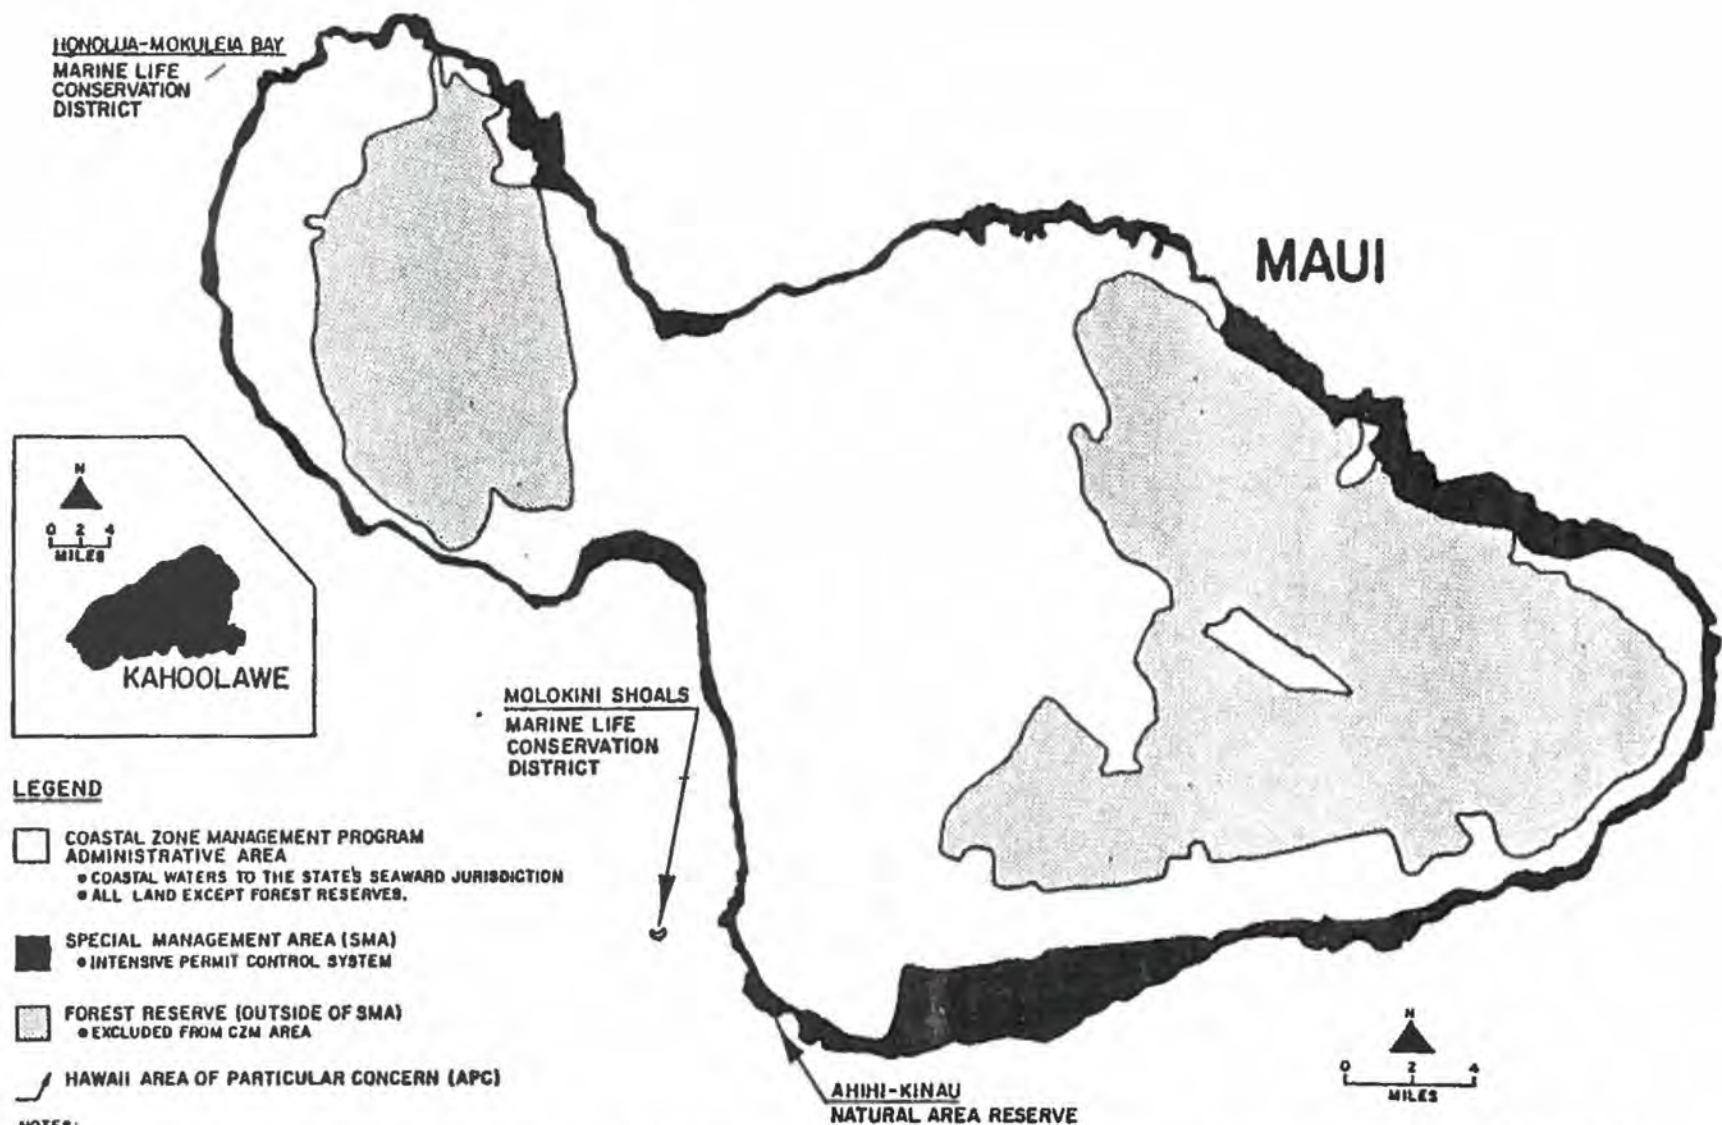 HONOLUA-MOKULEIA BAY
MARINE LIFE
CONSERVATION
DISTRICT
MAUI
N
0 2 4
MILES
KAHOOLAWE
MOLOKINI SHOALS
MARINE LIFE
CONSERVATION
DISTRICT
LEGEND
COASTAL ZONE MANAGEMENT PROGRAM
ADMINISTRATIVE AREA
• COASTAL WATERS TO THE STATE'S SEAWARD JURISDICTION
• ALL LAND EXCEPT FOREST RESERVES.
SPECIAL MANAGEMENT AREA (SMA)
• INTENSIVE PERMIT CONTROL SYSTEM
FOREST RESERVE (OUTSIDE OF SMA)
• EXCLUDED FROM CZM AREA
HAWAII AREA OF PARTICULAR CONCERN (APC)
NOTES:
AHIHI-KINAU
NATURAL AREA RESERVE
N
0 2 4
MILES